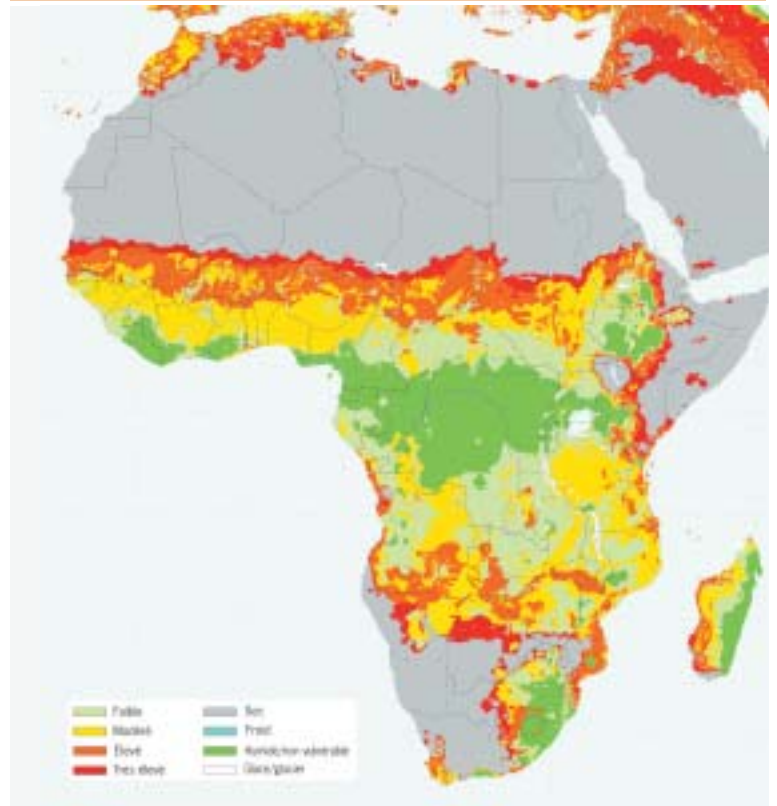 Faible
Modéré
Élevé
Très élevé
Sec
Froid
Humide/non vulnérable
Glace/glacier